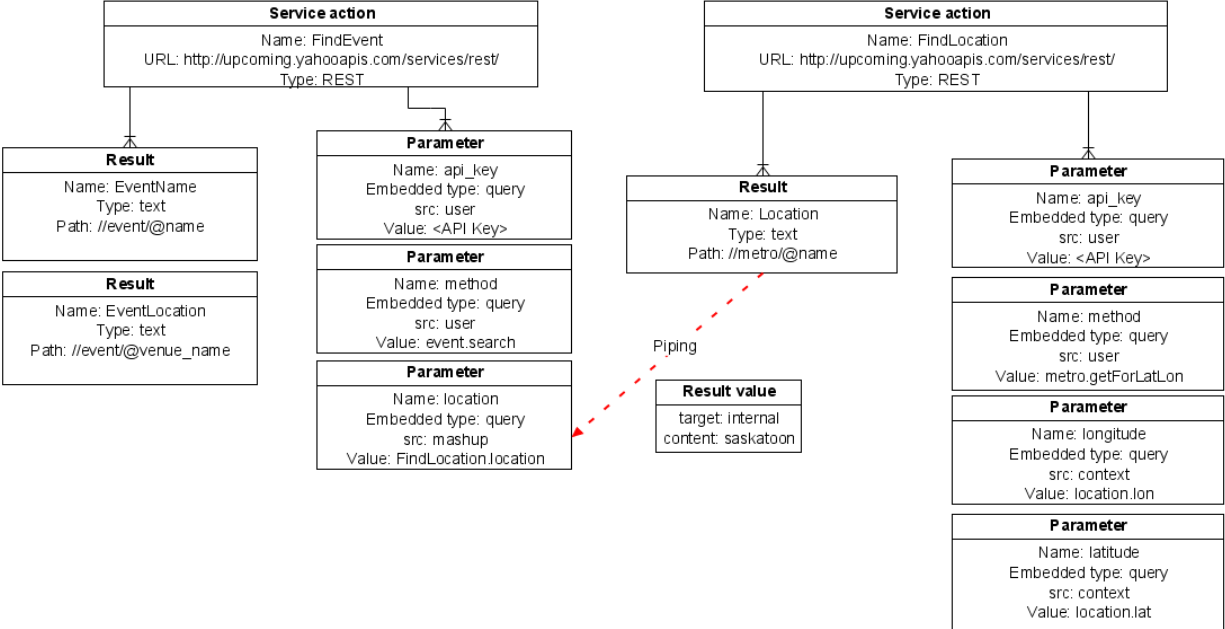 Service action
Name: FindEvent
URL: http://upcoming.yahooapis.com/services/rest/
Type: REST
Result
Name: EventName
Type: text
Path: //event/@name
Result
Name: EventLocation
Type: text
Path: //event/@venue_name
Parameter
Name: api_key
Embedded type: query
src: user
Value: <API Key>
Parameter
Name: method
Embedded type: query
src: user
Value: event.search
Parameter
Name: location
Embedded type: query
src: mashup
Value: FindLocation.location
Service action
Name: FindLocation
URL: http://upcoming.yahooapis.com/services/rest/
Type: REST
Result
Name: Location
Type: text
Path: //metro/@name
Piping
Result value
target: internal
content: saskatoon
Parameter
Name: api_key
Embedded type: query
src: user
Value: <API Key>
Parameter
Name: method
Embedded type: query
src: user
Value: metro.getForLatLon
Parameter
Name: longitude
Embedded type: query
src: context
Value: location.lon
Parameter
Name: latitude
Embedded type: query
src: context
Value: location.lat